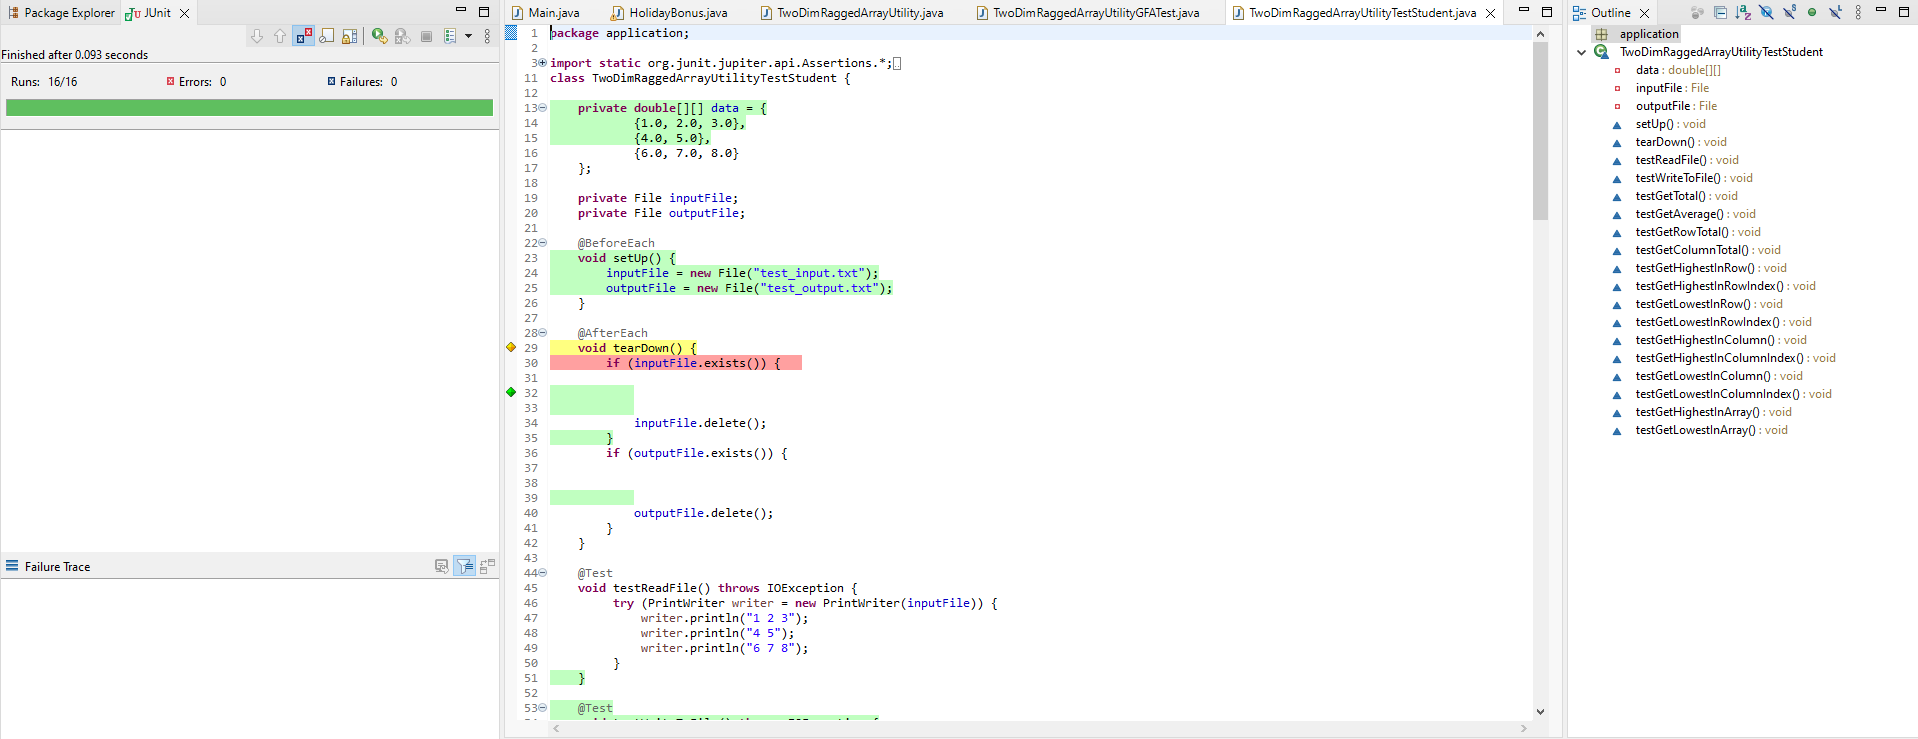 Package Explorer JUnit
Finished after 0.093 seconds
Runs: 16/16 Errors: 0 Failures: 0
Failure Trace
Main.java HolidayBonus.java TwoDimRaggedArrayUtility.java TwoDimRaggedArrayUtilityGFATest.java TwoDimRaggedArrayUtilityTestStudent.java
1 package application;
2
3 import static org.junit.jupiter.api.Assertions.*;
11 class TwoDimRaggedArrayUtilityTestStudent {
12
13 private double[][] data = {
14 {1.0, 2.0, 3.0},
15 {4.0, 5.0},
16 {6.0, 7.0, 8.0}
17 };
18
19 private File inputFile;
20 private File outputFile;
21
22 @BeforeEach
23 void setUp() {
24 inputFile = new File("test_input.txt");
25 outputFile = new File("test_output.txt");
26 }
27
28 @AfterEach
29 void tearDown() {
30 if (inputFile.exists()) {
31
32
33
34 inputFile.delete();
35 }
36 if (outputFile.exists()) {
37
38
39
40 outputFile.delete();
41 }
42 }
43
44 @Test
45 void testReadFile() throws IOException {
46 try (PrintWriter writer = new PrintWriter(inputFile)) {
47 writer.println("1 2 3");
48 writer.println("4 5");
49 writer.println("6 7 8");
50 }
51 }
52
53 @Test
Outline
application
TwoDimRaggedArrayUtilityTestStudent
data : double[][]
inputFile : File
outputFile : File
setUp() : void
tearDown() : void
testReadFile() : void
testWriteToFile() : void
testGetTotal() : void
testGetAverage() : void
testGetRowTotal() : void
testGetColumnTotal() : void
testGetHighestInRow() : void
testGetHighestInRowIndex() : void
testGetLowestInRow() : void
testGetLowestInRowIndex() : void
testGetHighestInColumn() : void
testGetHighestInColumnIndex() : void
testGetLowestInColumn() : void
testGetLowestInColumnIndex() : void
testGetHighestInArray() : void
testGetLowestInArray() : void